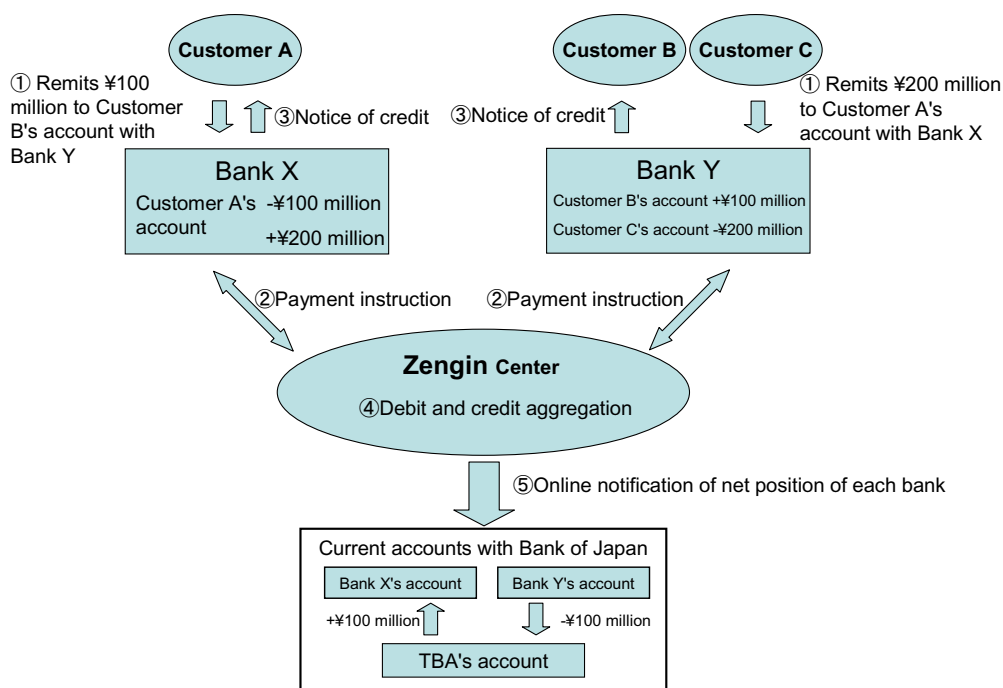 Customer A
Customer B
Customer C
① Remits ¥100
million to Customer
B's account with
Bank Y
③Notice of credit
③Notice of credit
① Remits ¥200 million
to Customer A's
account with Bank X
Bank X
Customer A's -¥100 million
account
+¥200 million
Bank Y
Customer B's account +¥100 million
Customer C's account -¥200 million
②Payment instruction
②Payment instruction
Zengin Center
④Debit and credit aggregation
⑤Online notification of net position of each bank
Current accounts with Bank of Japan
Bank X's account
Bank Y's account
+¥100 million
-¥100 million
TBA's account